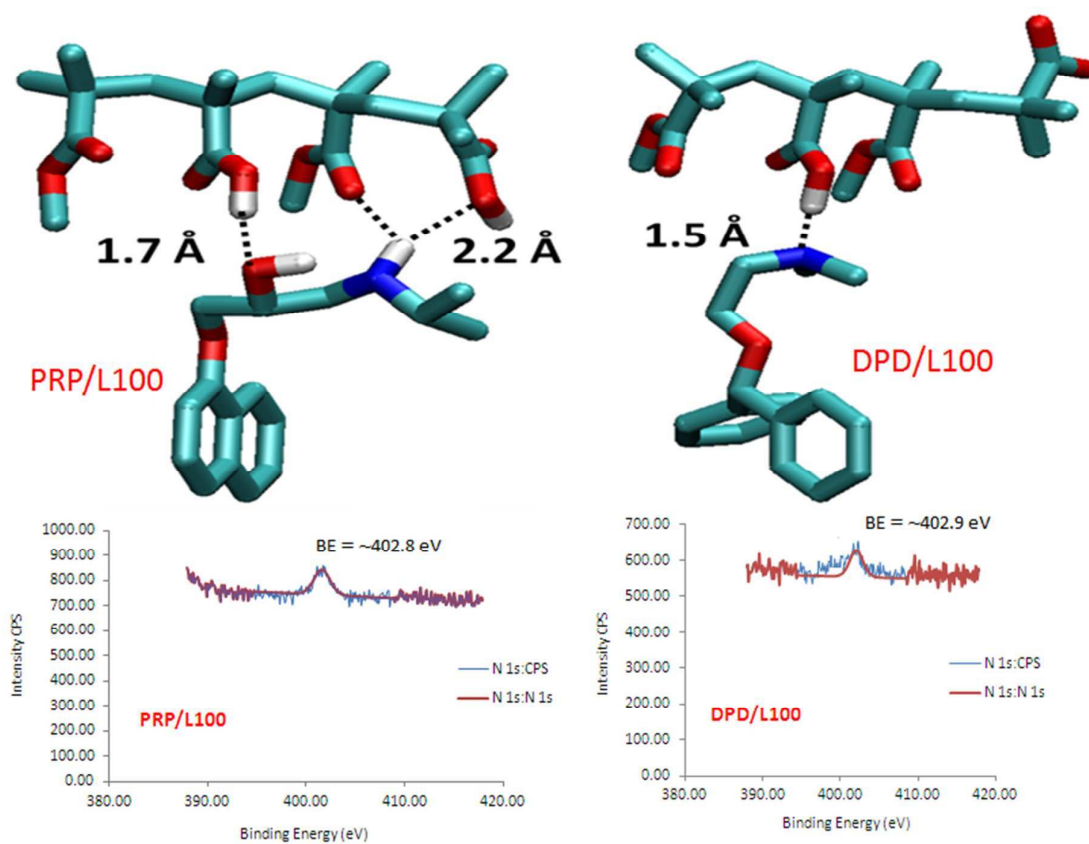 1.7 Å
2.2 Å
PRP/L100
1.5 Å
DPD/L100
BE = ~402.8 eV
1000.00
900.00
800.00
700.00
600.00
500.00
400.00
300.00
200.00
100.00
0.00
Intensity CPS
380.00 390.00 400.00 410.00 420.00
Binding Energy (eV)
N 1s:CPS
N 1s:N 1s
PRP/L100
BE = ~402.9 eV
700.00
600.00
500.00
400.00
300.00
200.00
100.00
0.00
Intensity CPS
380.00 390.00 400.00 410.00 420.00
Binding Energy (eV)
N 1s:CPS
N 1s:N 1s
DPD/L100